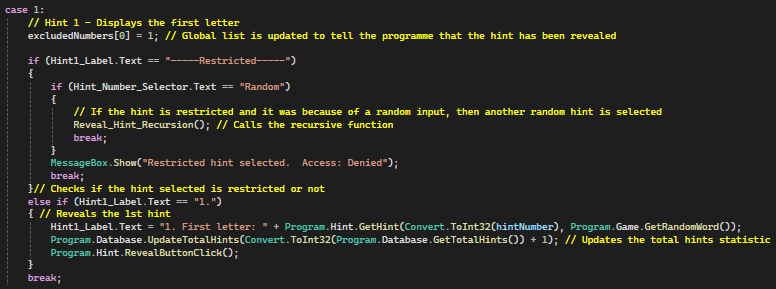 case 1:
    // Hint 1 - Displays the first letter
    excludedNumbers[0] = 1; // Global list is updated to tell the programme that the hint has been revealed

    if (Hint1_Label.Text == "-----Restricted-----")
    {
        if (Hint_Number_Selector.Text == "Random")
        {
            // If the hint is restricted and it was because of a random input, then another random hint is selected
            Reveal_Hint_Recursion(); // Calls the recursive function
            break;
        }
        MessageBox.Show("Restricted hint selected.  Access: Denied");
        break;
    }// Checks if the hint selected is restricted or not
    else if (Hint1_Label.Text == "1.")
    { // Reveals the 1st hint
        Hint1_Label.Text = "1. First letter: " + Program.Hint.GetHint(Convert.ToInt32(hintNumber), Program.Game.GetRandomWord());
        Program.Database.UpdateTotalHints(Convert.ToInt32(Program.Database.GetTotalHints()) + 1); // Updates the total hints statistic
        Program.Hint.RevealButtonClick();
    }
    break;